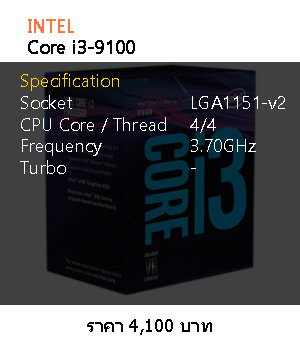 INTEL
Core i3-9100
Specification
Socket LGA1151-v2
CPU Core / Thread 4/4
Frequency 3.70GHz
Turbo -
CORE i3
ราคา 4,100 บาท